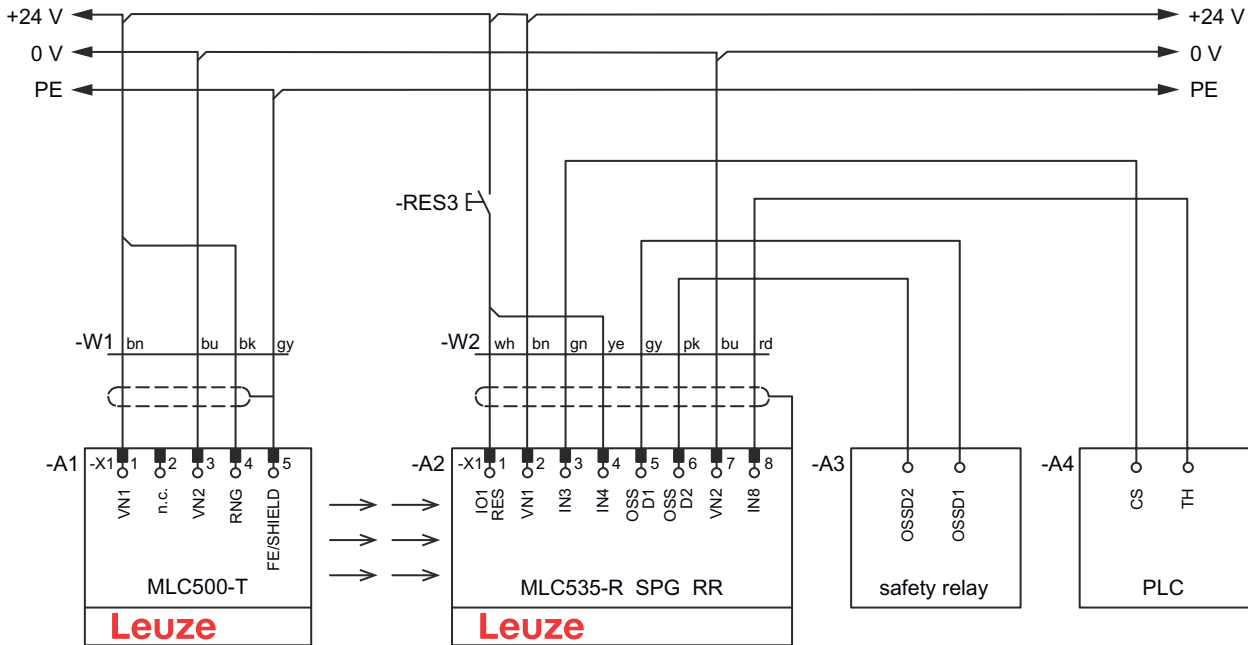 +24 V +24 V
0 V 0 V
PE PE
-RES3
-W1 bn bu bk gy -W2 wh bn gn ye gy pk bu rd
-A1 -X1 1 2 3 4 5 -A2 -X1 1 2 3 4 5 6 7 8 -A3 -A4
VN1
n.c.
VN2
RNG
FE/SHIELD
IO1
RES
VN1
IN3
IN4
OSS
D1
OSS
D2
VN2
IN8
OSSD2
OSSD1
CS
TH
MLC500-T MLC535-R SPG RR safety relay PLC
Leuze Leuze